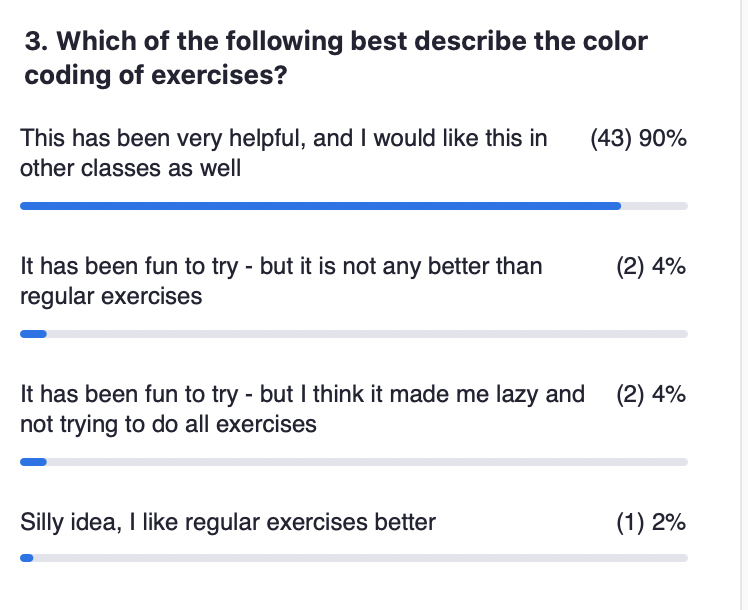 3. Which of the following best describe the color
coding of exercises?
This has been very helpful, and I would like this in (43) 90%
other classes as well
It has been fun to try - but it is not any better than (2) 4%
regular exercises
It has been fun to try - but I think it made me lazy and (2) 4%
not trying to do all exercises
Silly idea, I like regular exercises better (1) 2%